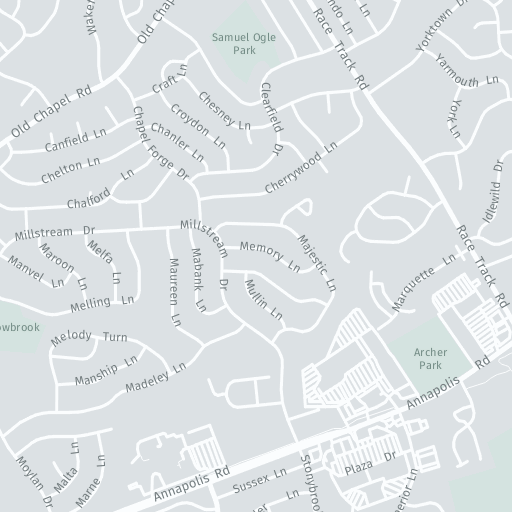 Samuel Ogle
Park
Old Chapel Rd
Race Track Rd
Yorktown Dr
Yarmouth Ln
York Ln
Craft Ln
Chesney Ln
Clearfield Dr
Croydon Ln
Canfield Ln
Chanler Ln
Chelton Ln
Chapel Forge Dr
Cherrywood Ln
Chalford Ln
Idlewild Dr
Millstream Dr
Millstream Dr
Memory Ln
Majestic Ln
Race Track Rd
Maroon Ln
Melfa Ln
Manvel Ln
Maureen Ln
Mabank Ln
Mullin Ln
Marquette Ln
Melling Ln
Melody Turn
Archer
Park
Manship Ln
Madeley Ln
Annapolis Rd
Moylan Dr
Malta Ln
Marne Ln
Annapolis Rd
Sussex Ln
Plaza Dr